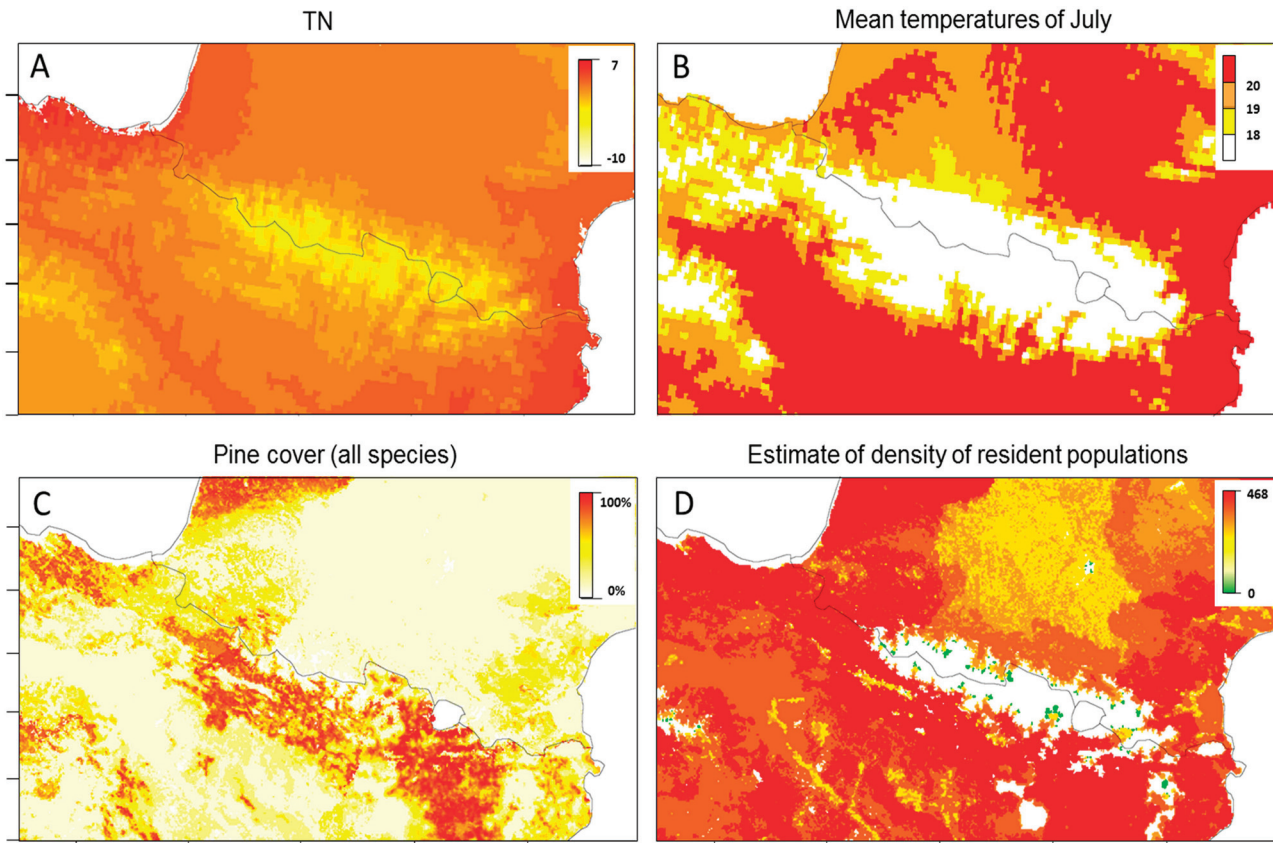 TN
Mean temperatures of July
A
7
-10
B
20
19
18
Pine cover (all species)
Estimate of density of resident populations
C
100%
0%
D
468
0